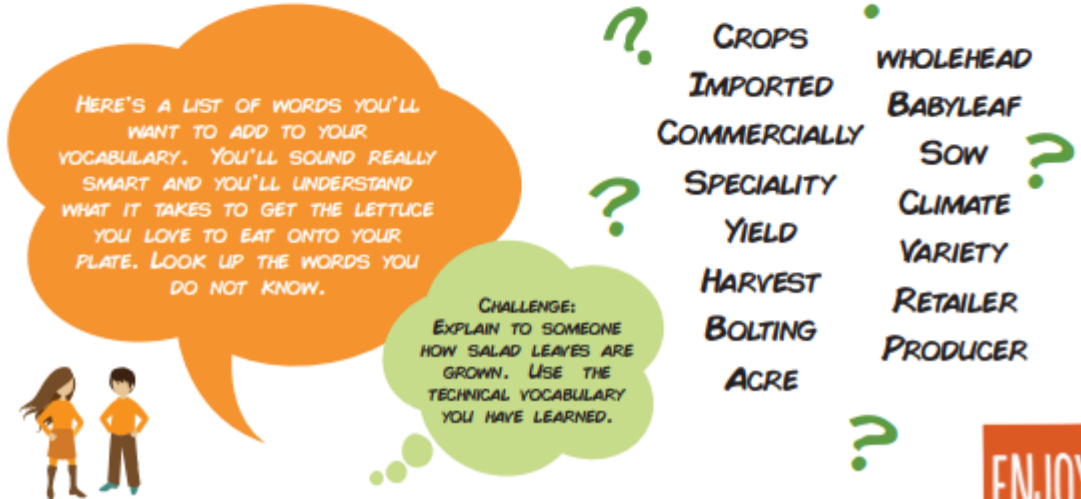 HERE'S A LIST OF WORDS YOU'LL
WANT TO ADD TO YOUR
VOCABULARY. YOU'LL SOUND REALLY
SMART AND YOU'LL UNDERSTAND
WHAT IT TAKES TO GET THE LETTUCE
YOU LOVE TO EAT ONTO YOUR
PLATE. LOOK UP THE WORDS YOU
DO NOT KNOW.
CHALLENGE:
EXPLAIN TO SOMEONE
HOW SALAD LEAVES ARE
GROWN. USE THE
TECHNICAL VOCABULARY
YOU HAVE LEARNED.
CROPS
IMPORTED
COMMERCIALLY
SPECIALITY
YIELD
HARVEST
BOLTING
ACRE
WHOLEHEAD
BABYLEAF
SOW
CLIMATE
VARIETY
RETAILER
PRODUCER
?
?
?
?
ENJOY